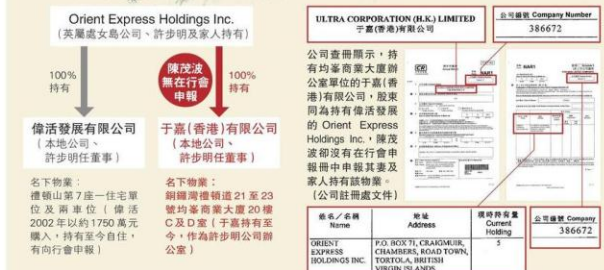 Orient Express Holdings Inc.
(英屬處女島公司、許步明及家人持有)
100%
持有
陳茂波
無在行會
申報
100%
持有
偉活發展有限公司
(本地公司、
許步明任董事)
于嘉(香港)有限公司
(本地公司、
許步明任董事)
名下物業：
禮頓山第7座一住宅單
位及兩車位(偉活
2002年以約1750萬元
購入，持有至今自住，
有向行會申報)
名下物業：
銅鑼灣禮頓道21至23
號均峯商業大廈20樓
C及D室(于嘉持有至
今，作為許步明公司辦
公室)
ULTRA CORPORATION (H.K.) LIMITED
于嘉(香港)有限公司
公司編號 Company Number
386672
公司查冊顯示，持
有均峯商業大廈辦
公室單位的于嘉(香
港)有限公司，股東
同為持有偉活發展
的 Orient Express
Holdings Inc.，陳茂
波卻沒有在行會申
報冊中申報其妻及
家人持有該物業。
(公司註冊處文件)
姓名／名稱
Name
地址
Address
現時持有量
Current
Holding
ORIENT
EXPRESS
HOLDINGS INC.
P.O. BOX 71, CRAIGMUIR,
CHAMBERS, ROAD TOWN,
TORTOLA, BRITISH
VIRGIN ISLANDS
5
公司編號 Company Number
386672